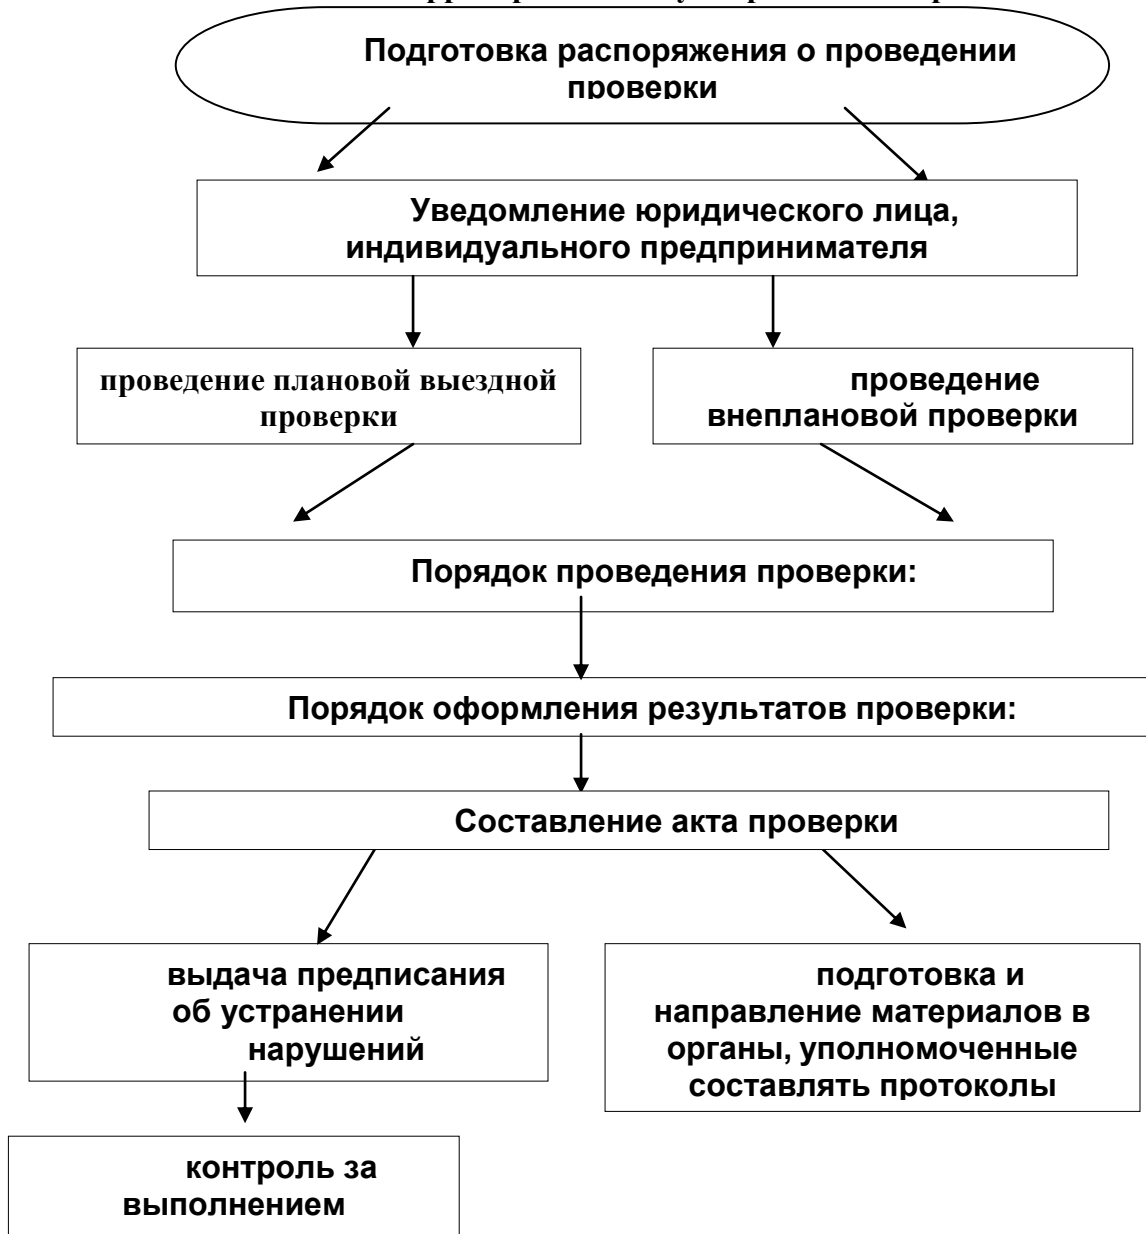 Подготовка распоряжения о проведении
проверки
Уведомление юридического лица,
индивидуального предпринимателя
проведение плановой выездной
проверки
проведение
внеплановой проверки
Порядок проведения проверки:
Порядок оформления результатов проверки:
Составление акта проверки
выдача предписания
об устранении
нарушений
подготовка и
направление материалов в
органы, уполномоченные
составлять протоколы
контроль за
выполнением